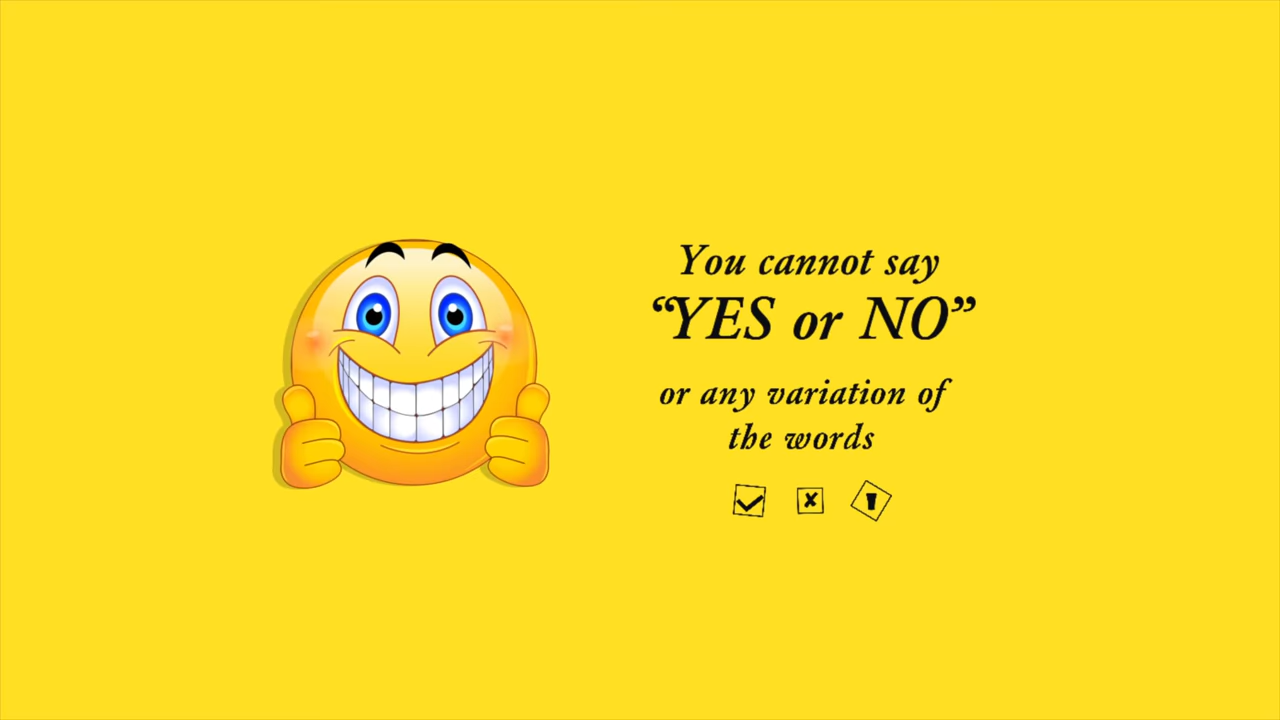 You cannot say
“YES or NO”
or any variation of
the words